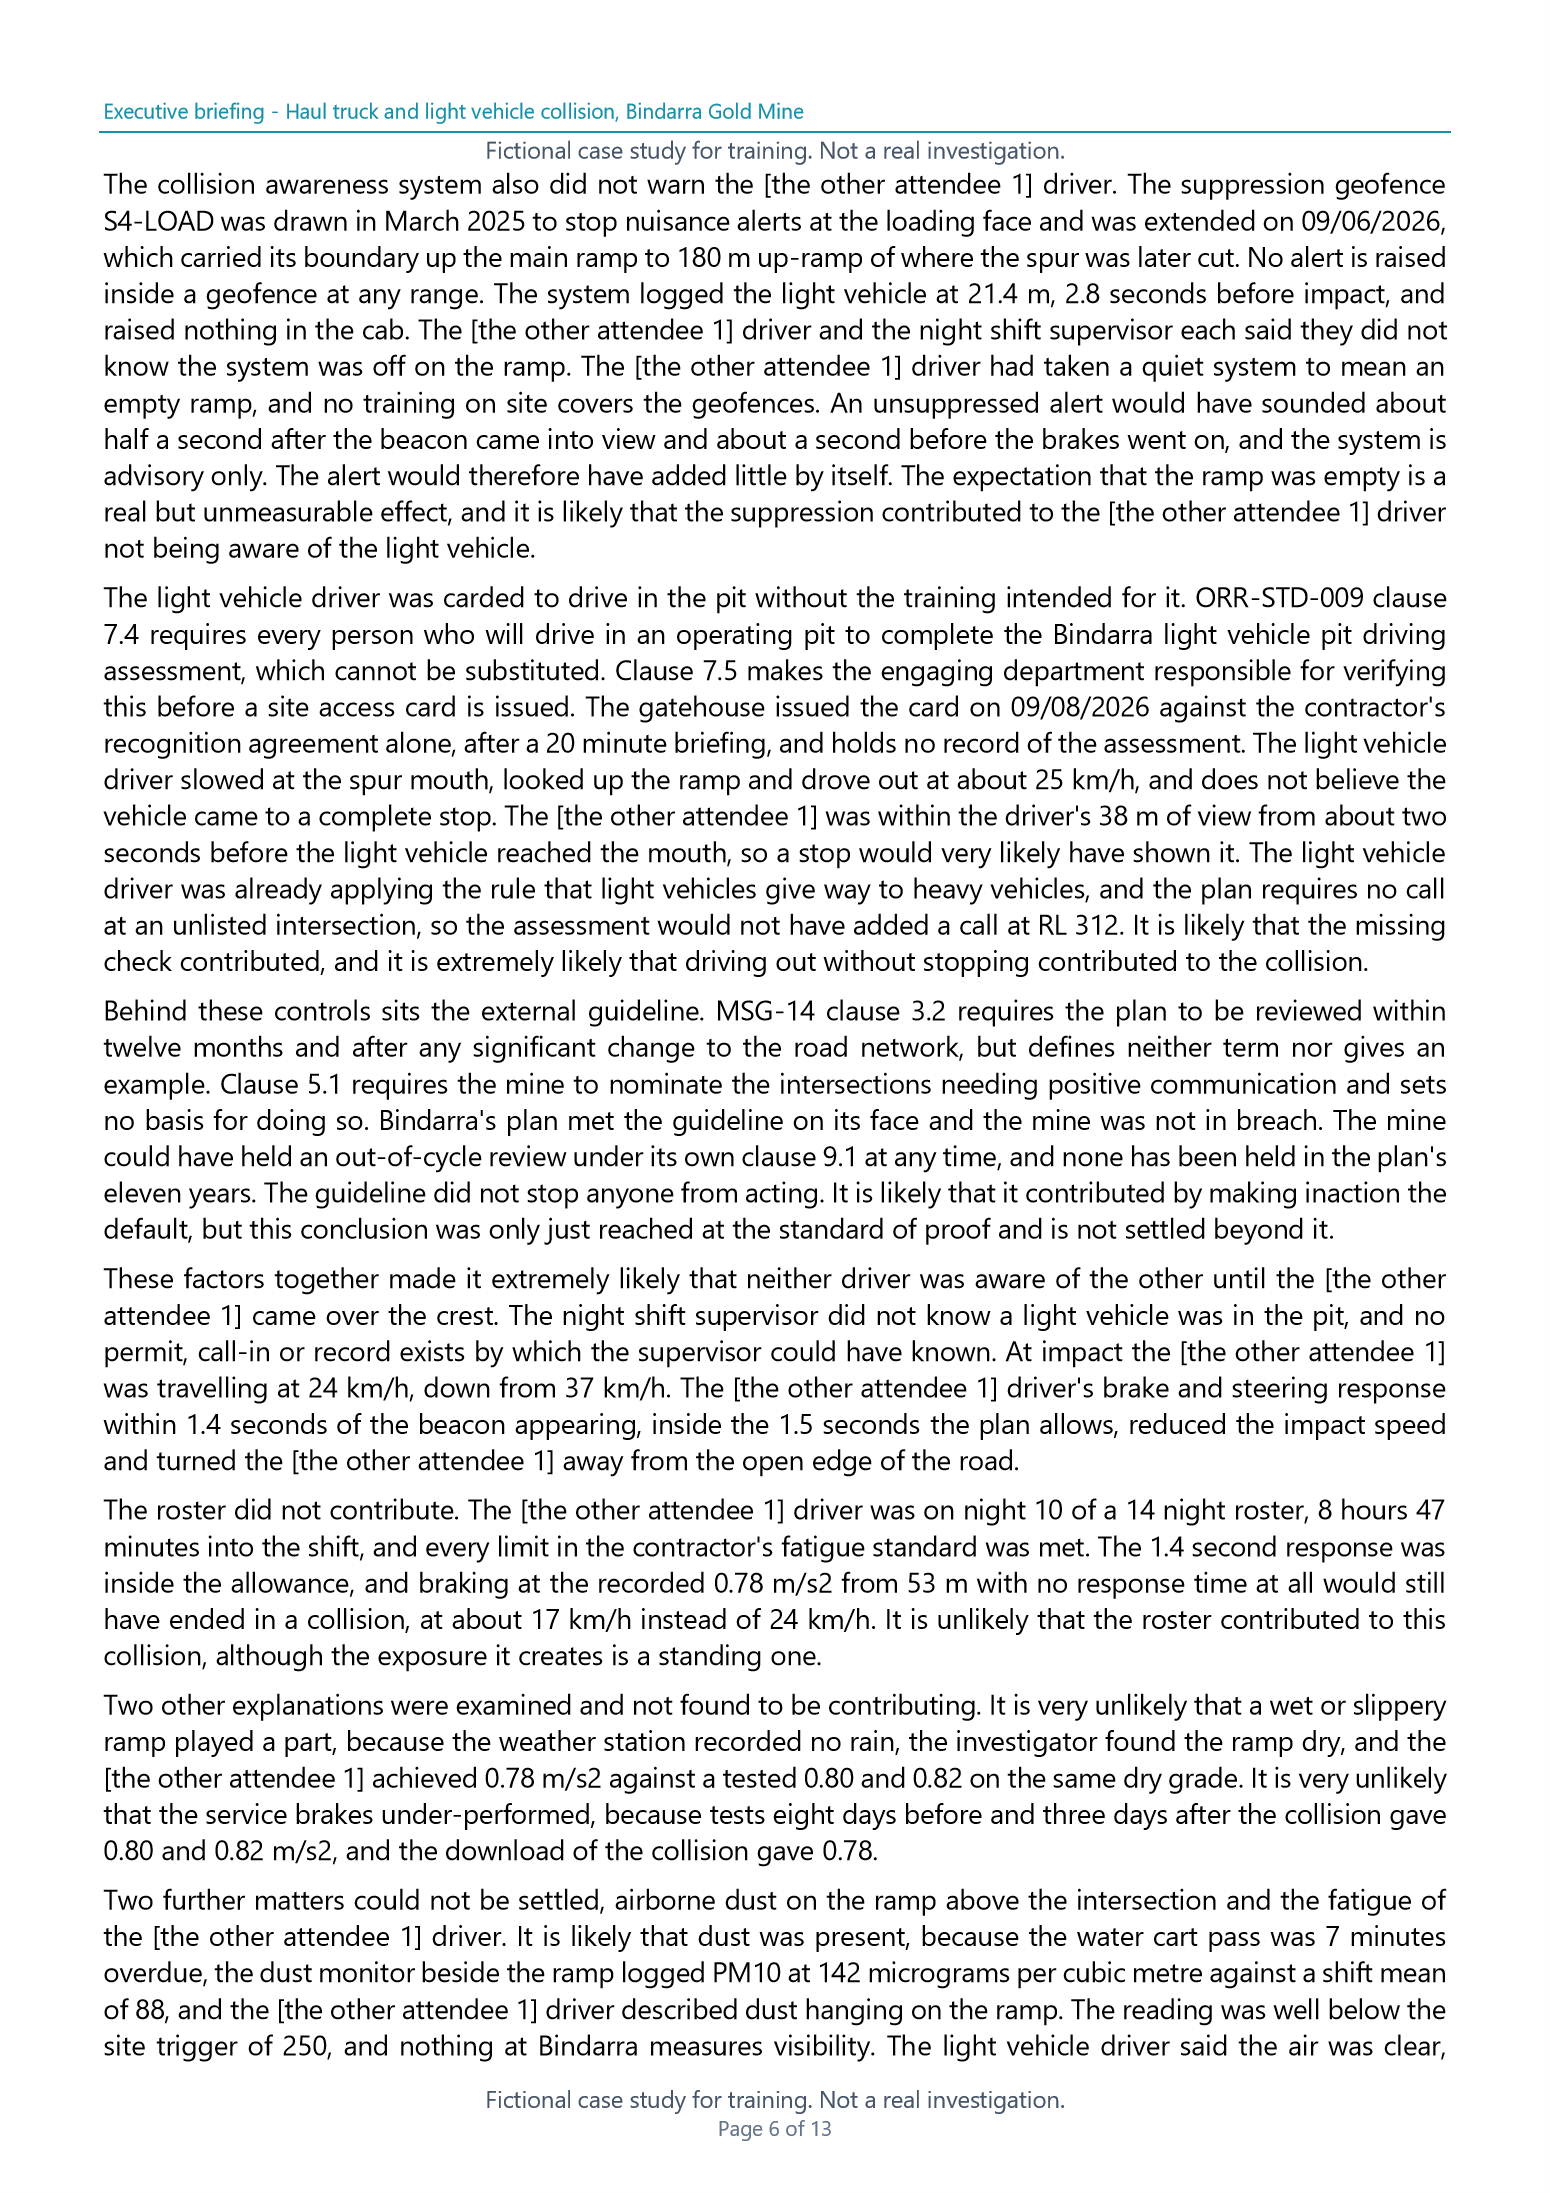 Executive briefing - Haul truck and light vehicle collision, Bindarra Gold Mine
Fictional case study for training. Not a real investigation.
The collision awareness system also did not warn the [the other attendee 1] driver. The suppression geofence
S4-LOAD was drawn in March 2025 to stop nuisance alerts at the loading face and was extended on 09/06/2026,
which carried its boundary up the main ramp to 180 m up-ramp of where the spur was later cut. No alert is raised
inside a geofence at any range. The system logged the light vehicle at 21.4 m, 2.8 seconds before impact, and
raised nothing in the cab. The [the other attendee 1] driver and the night shift supervisor each said they did not
know the system was off on the ramp. The [the other attendee 1] driver had taken a quiet system to mean an
empty ramp, and no training on site covers the geofences. An unsuppressed alert would have sounded about
half a second after the beacon came into view and about a second before the brakes went on, and the system is
advisory only. The alert would therefore have added little by itself. The expectation that the ramp was empty is a
real but unmeasurable effect, and it is likely that the suppression contributed to the [the other attendee 1] driver
not being aware of the light vehicle.
The light vehicle driver was carded to drive in the pit without the training intended for it. ORR-STD-009 clause
7.4 requires every person who will drive in an operating pit to complete the Bindarra light vehicle pit driving
assessment, which cannot be substituted. Clause 7.5 makes the engaging department responsible for verifying
this before a site access card is issued. The gatehouse issued the card on 09/08/2026 against the contractor's
recognition agreement alone, after a 20 minute briefing, and holds no record of the assessment. The light vehicle
driver slowed at the spur mouth, looked up the ramp and drove out at about 25 km/h, and does not believe the
vehicle came to a complete stop. The [the other attendee 1] was within the driver's 38 m of view from about two
seconds before the light vehicle reached the mouth, so a stop would very likely have shown it. The light vehicle
driver was already applying the rule that light vehicles give way to heavy vehicles, and the plan requires no call
at an unlisted intersection, so the assessment would not have added a call at RL 312. It is likely that the missing
check contributed, and it is extremely likely that driving out without stopping contributed to the collision.
Behind these controls sits the external guideline. MSG-14 clause 3.2 requires the plan to be reviewed within
twelve months and after any significant change to the road network, but defines neither term nor gives an
example. Clause 5.1 requires the mine to nominate the intersections needing positive communication and sets
no basis for doing so. Bindarra's plan met the guideline on its face and the mine was not in breach. The mine
could have held an out-of-cycle review under its own clause 9.1 at any time, and none has been held in the plan's
eleven years. The guideline did not stop anyone from acting. It is likely that it contributed by making inaction the
default, but this conclusion was only just reached at the standard of proof and is not settled beyond it.
These factors together made it extremely likely that neither driver was aware of the other until the [the other
attendee 1] came over the crest. The night shift supervisor did not know a light vehicle was in the pit, and no
permit, call-in or record exists by which the supervisor could have known. At impact the [the other attendee 1]
was travelling at 24 km/h, down from 37 km/h. The [the other attendee 1] driver's brake and steering response
within 1.4 seconds of the beacon appearing, inside the 1.5 seconds the plan allows, reduced the impact speed
and turned the [the other attendee 1] away from the open edge of the road.
The roster did not contribute. The [the other attendee 1] driver was on night 10 of a 14 night roster, 8 hours 47
minutes into the shift, and every limit in the contractor's fatigue standard was met. The 1.4 second response was
inside the allowance, and braking at the recorded 0.78 m/s2 from 53 m with no response time at all would still
have ended in a collision, at about 17 km/h instead of 24 km/h. It is unlikely that the roster contributed to this
collision, although the exposure it creates is a standing one.
Two other explanations were examined and not found to be contributing. It is very unlikely that a wet or slippery
ramp played a part, because the weather station recorded no rain, the investigator found the ramp dry, and the
[the other attendee 1] achieved 0.78 m/s2 against a tested 0.80 and 0.82 on the same dry grade. It is very unlikely
that the service brakes under-performed, because tests eight days before and three days after the collision gave
0.80 and 0.82 m/s2, and the download of the collision gave 0.78.
Two further matters could not be settled, airborne dust on the ramp above the intersection and the fatigue of
the [the other attendee 1] driver. It is likely that dust was present, because the water cart pass was 7 minutes
overdue, the dust monitor beside the ramp logged PM10 at 142 micrograms per cubic metre against a shift mean
of 88, and the [the other attendee 1] driver described dust hanging on the ramp. The reading was well below the
site trigger of 250, and nothing at Bindarra measures visibility. The light vehicle driver said the air was clear,
Fictional case study for training. Not a real investigation.
Page 6 of 13